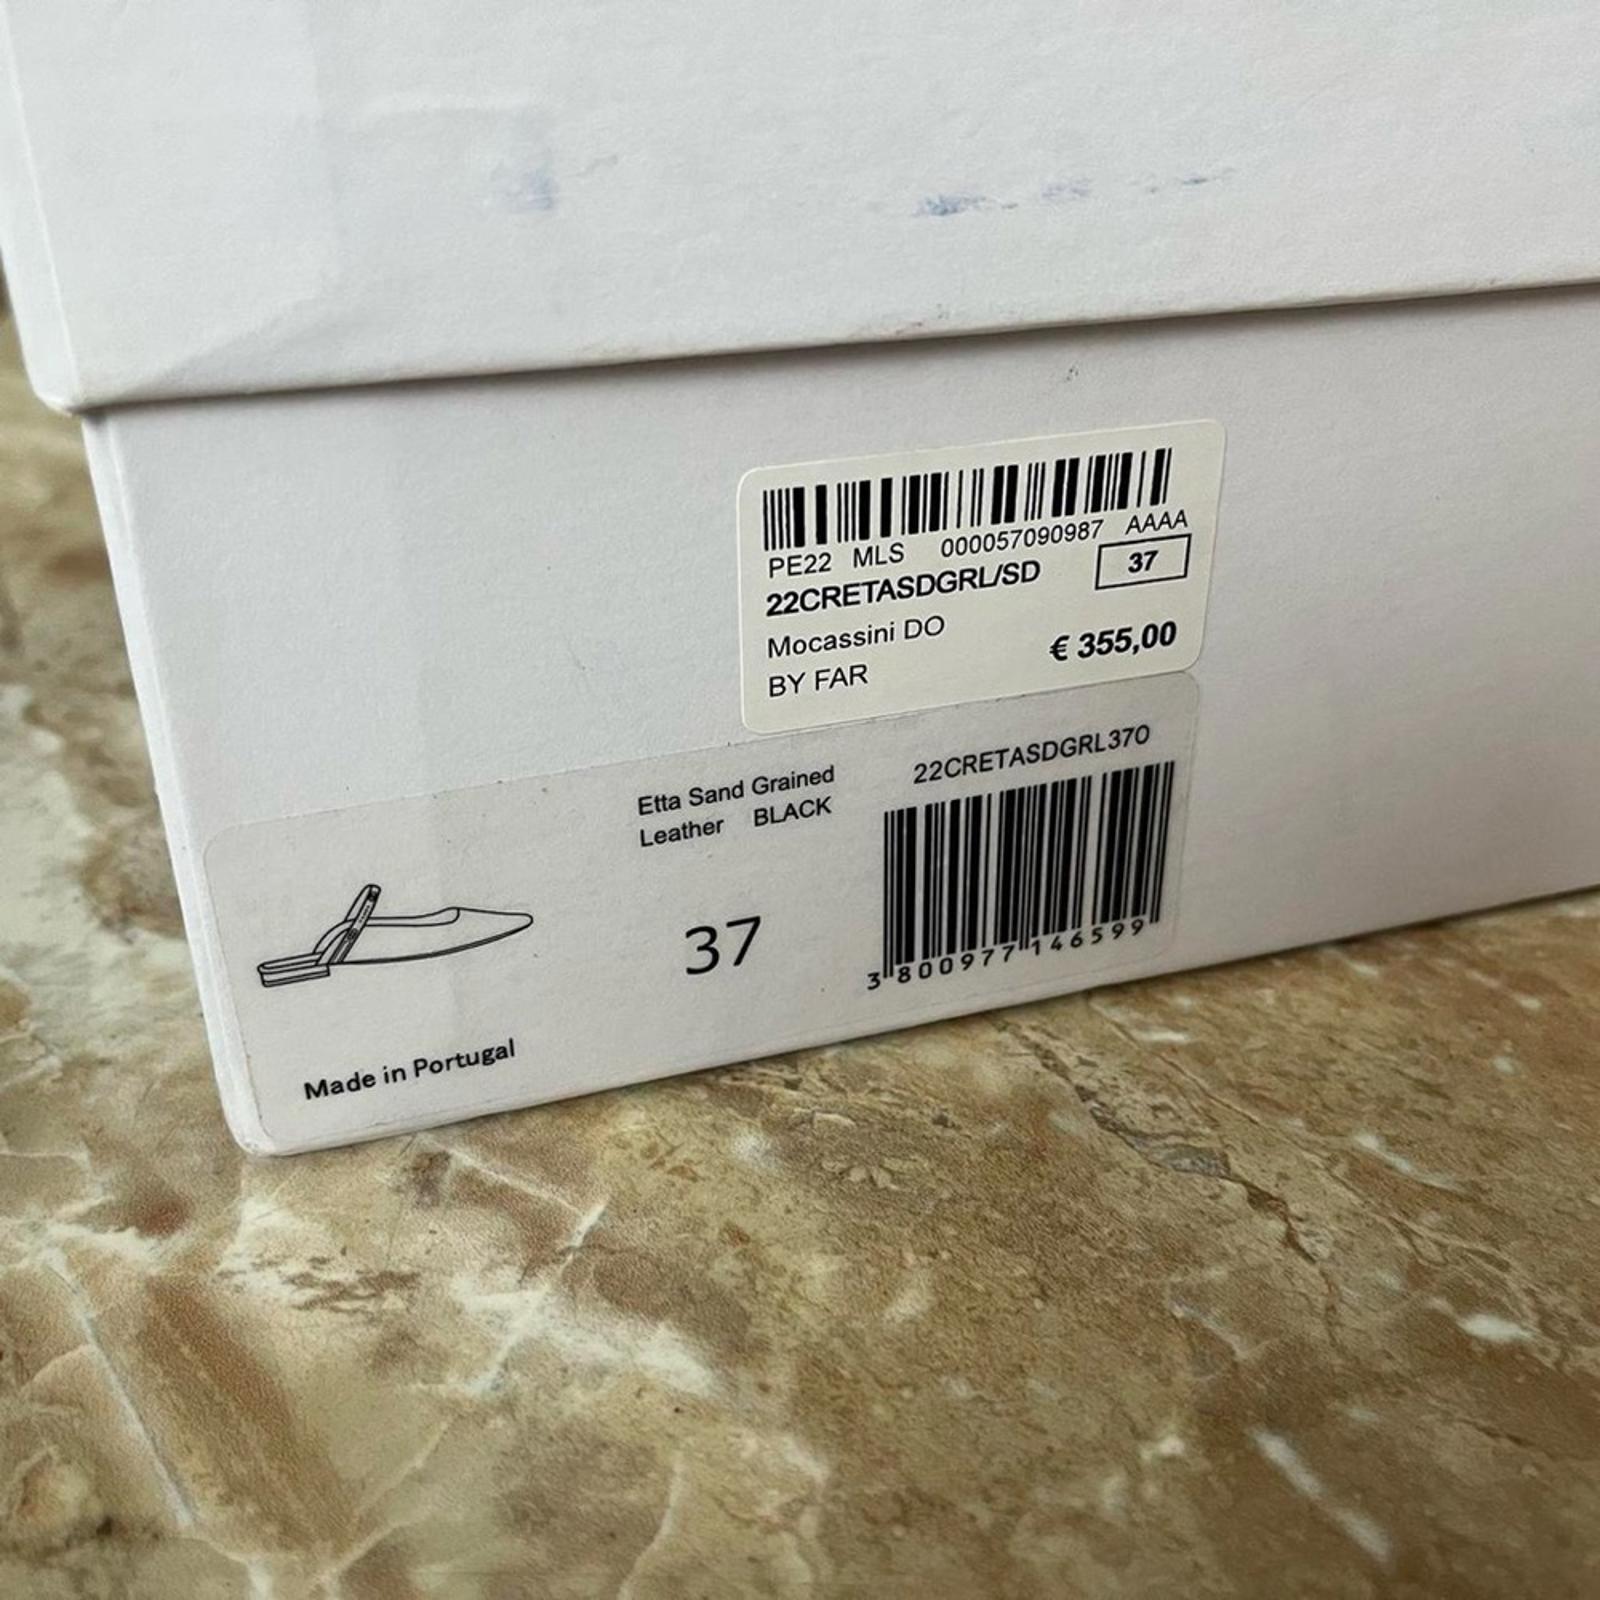 PE22 MLS 000057090987 AAAA
22CRETASDGRL/SD 37
Mocassini DO
BY FAR € 355,00
Etta Sand Grained
Leather BLACK
22CRETASDGRL370
37
3800977146599
Made in Portugal